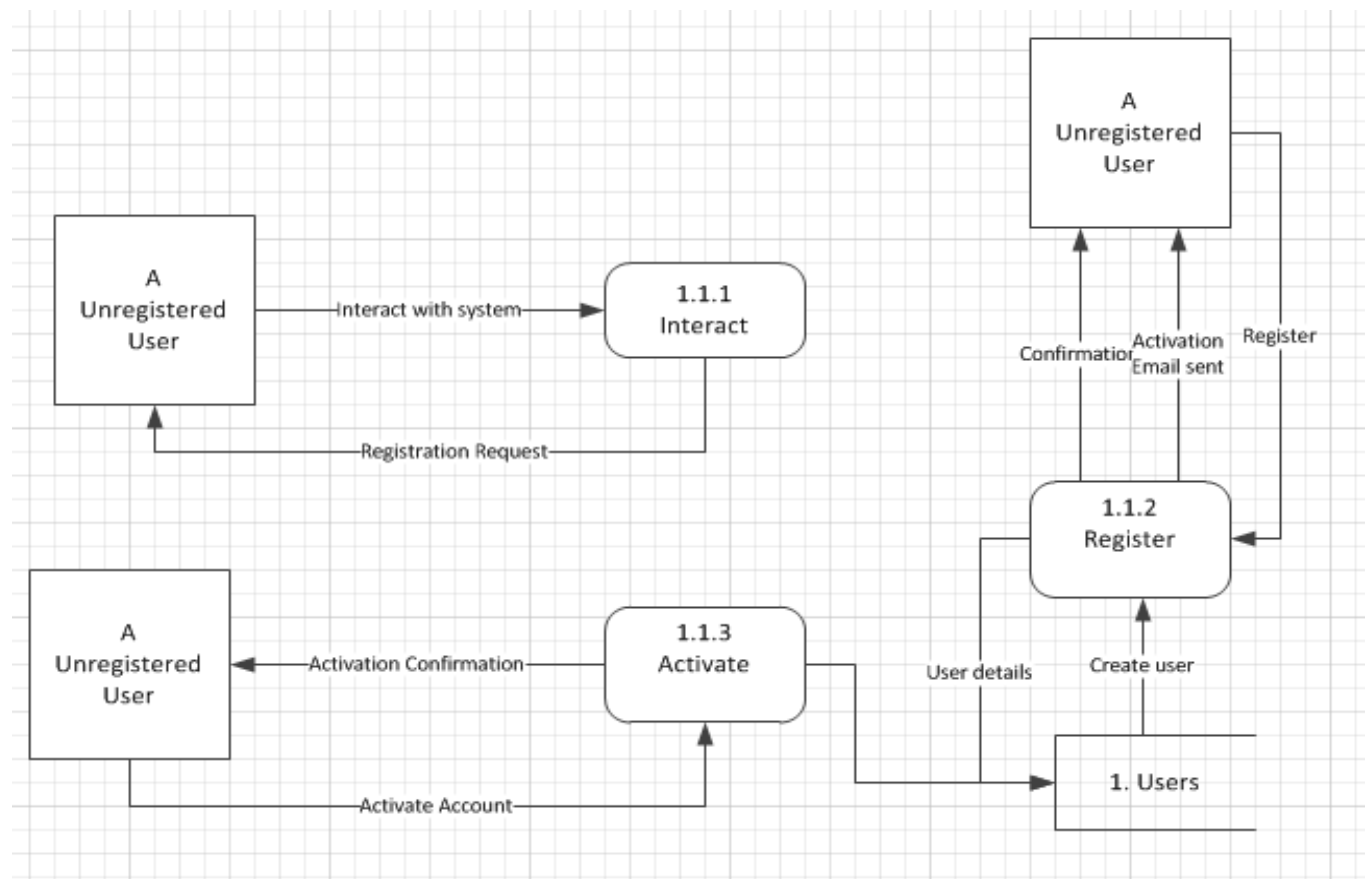 A
Unregistered
User
A
Unregistered
User
Interact with system
1.1.1
Interact
Confirmation
Activation
Email sent
Register
Registration Request
1.1.2
Register
A
Unregistered
User
Activation Confirmation
1.1.3
Activate
User details
Create user
1. Users
Activate Account